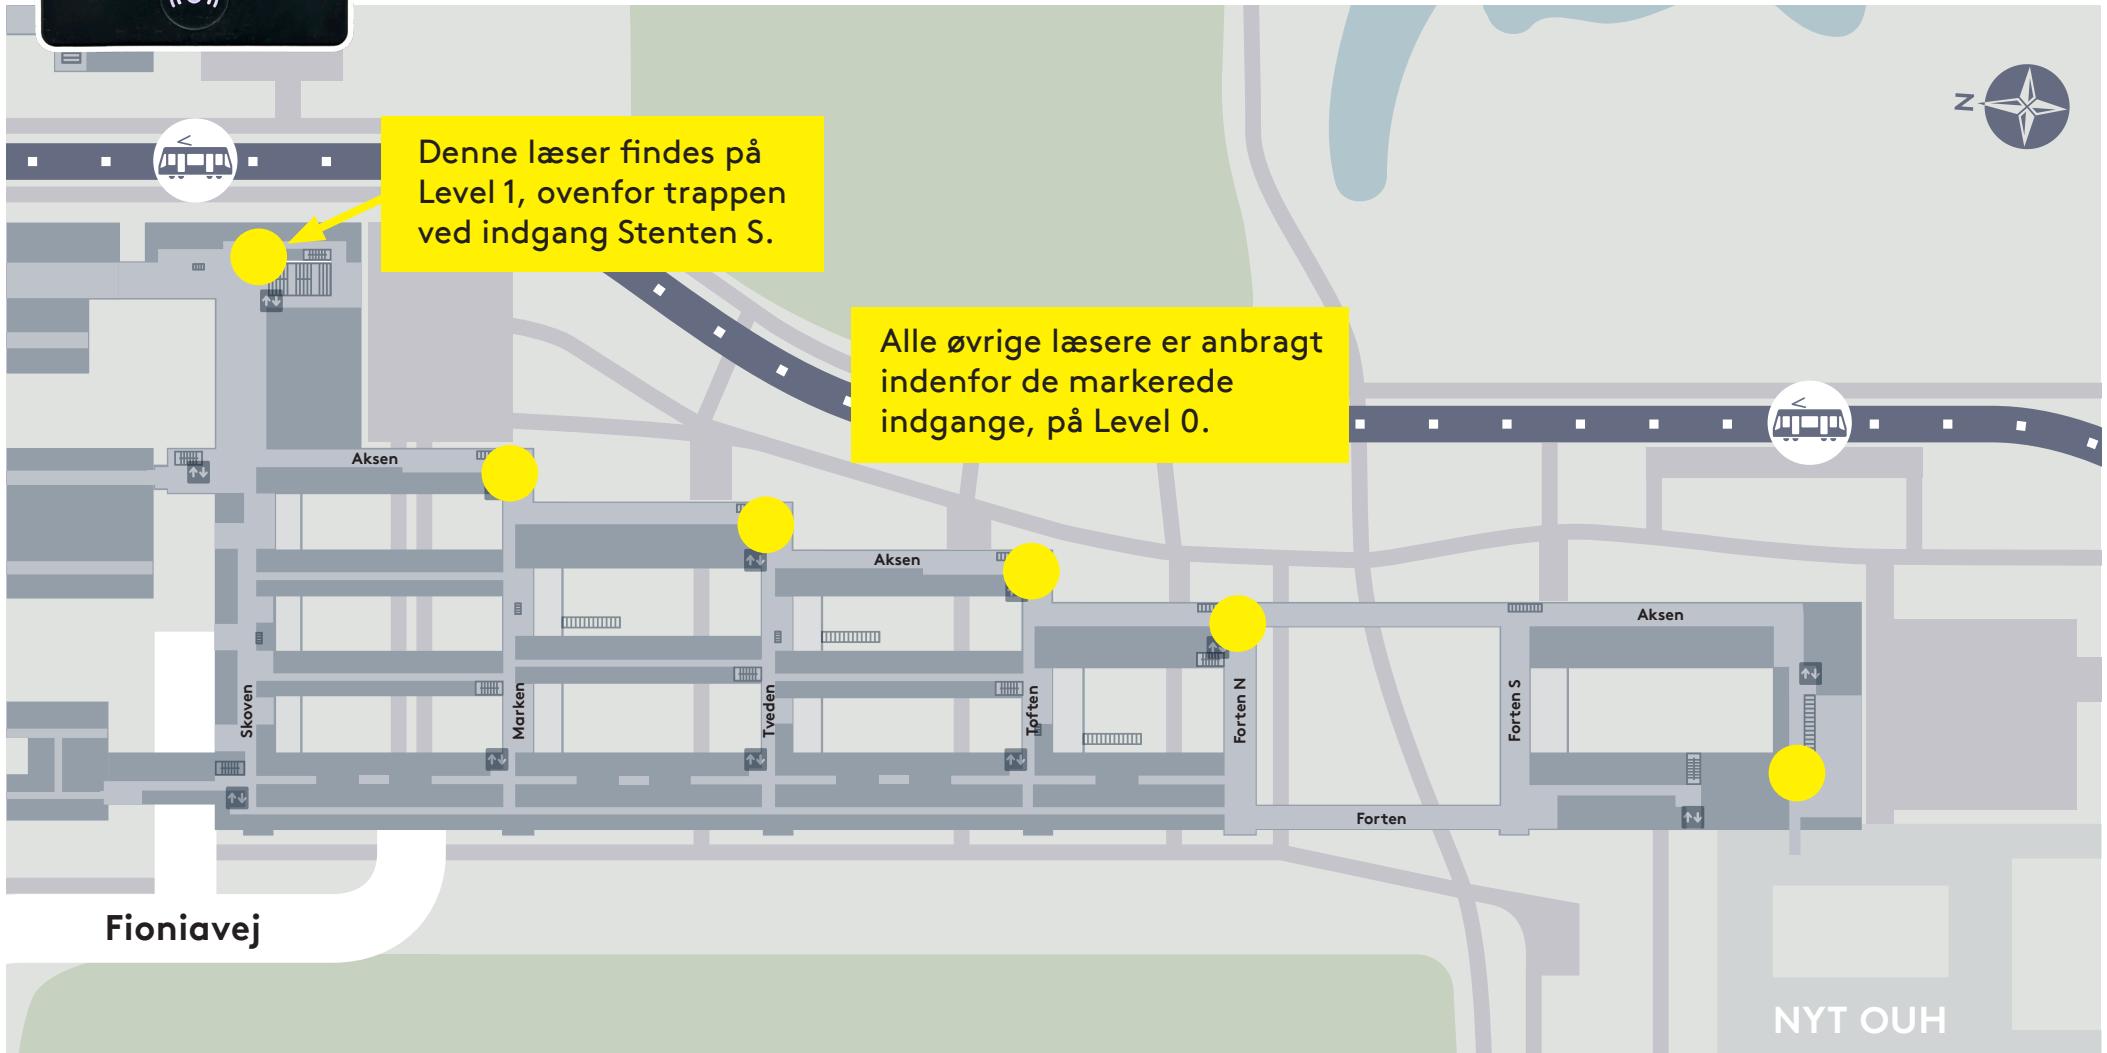 N
Denne læser findes på
Level 1, ovenfor trappen
ved indgang Stenten S.
Alle øvrige læsere er anbragt
indenfor de markerede
indgange, på Level 0.
Aksen
Aksen
Aksen
Skoven
Marken
Tveden
Toften
Forten N
Forten S
Forten
Fioniavej
NYT OUH